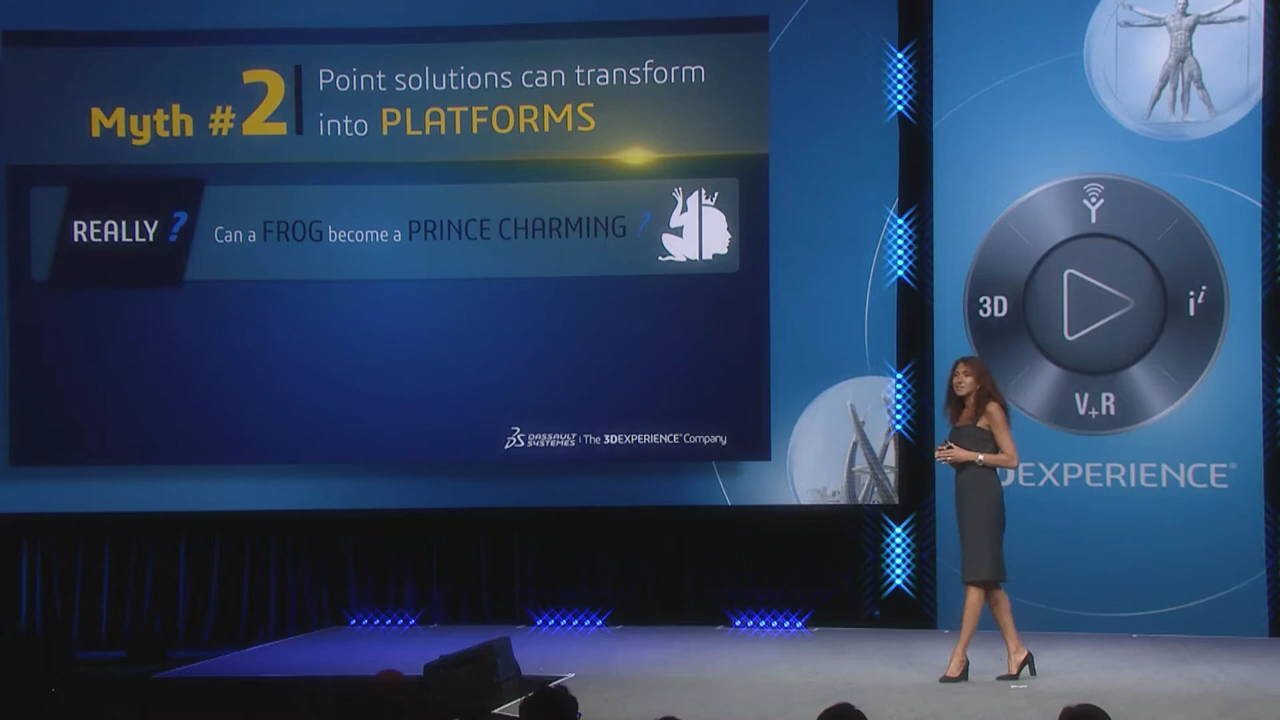 Myth #2
Point solutions can transform
into PLATFORMS
REALLY ?
Can a FROG become a PRINCE CHARMING ?
DASSAULT
SYSTEMES | The 3DEXPERIENCE® Company
3D
i i
V+R
DEXPERIENCE®